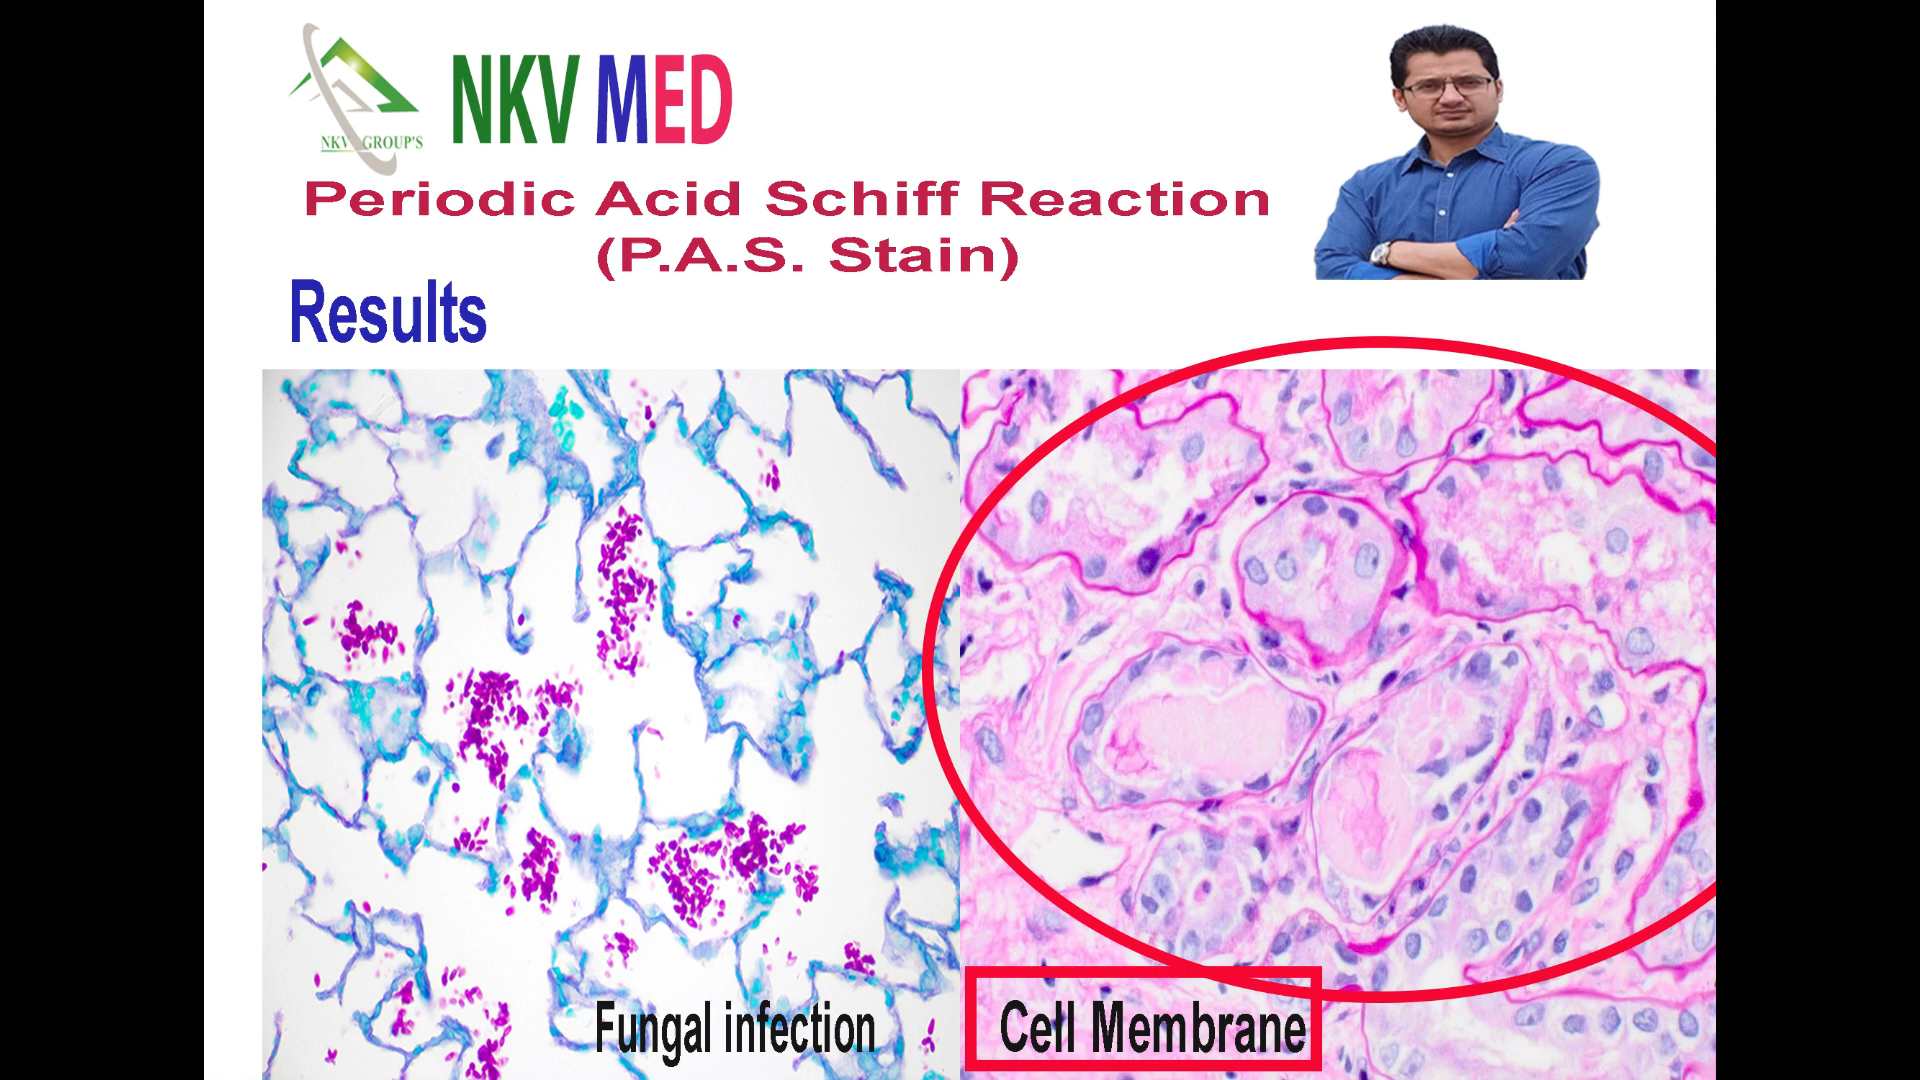 NKV GROUP'S
NKV MED
Periodic Acid Schiff Reaction
(P.A.S. Stain)
Results
Fungal infection
Cell Membrane